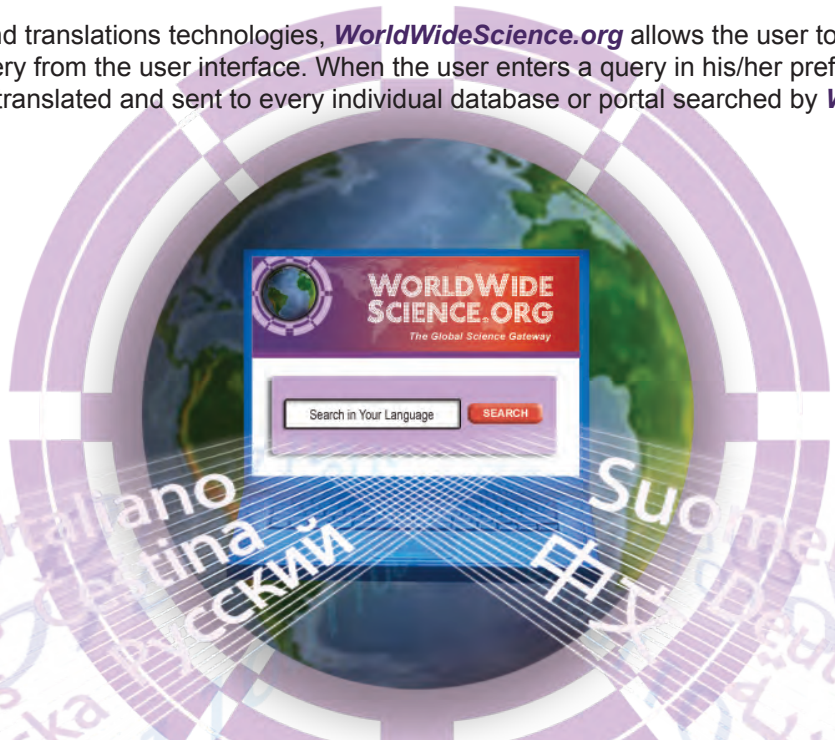 nd translations technologies, WorldWideScience.org allows the user to
ery from the user interface. When the user enters a query in his/her pref
translated and sent to every individual database or portal searched by W
WORLDWIDE
SCIENCE.ORG
The Global Science Gateway
Search in Your Language
SEARCH
Italiano
Čeština
Русский
Suomi
中文
Deut
ka